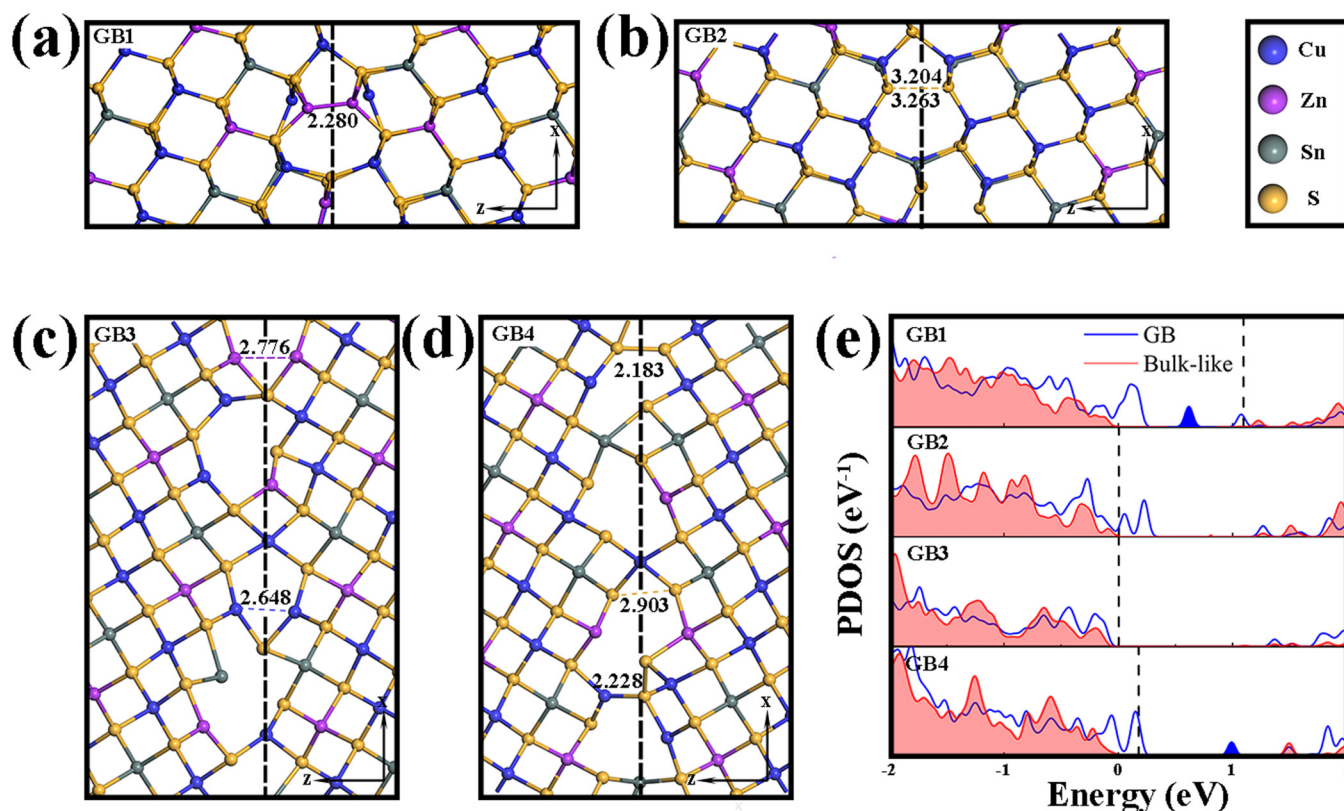 (a)
GB1
2.280
x
z
(b)
GB2
3.204
3.263
x
z
Cu
Zn
Sn
S
(c)
GB3
2.776
2.648
x
z
(d)
GB4
2.183
2.903
2.228
x
z
(e)
GB1
GB
Bulk-like
GB2
GB3
GB4
PDOS (eV⁻¹)
-2 -1 0 1
Energy (eV)